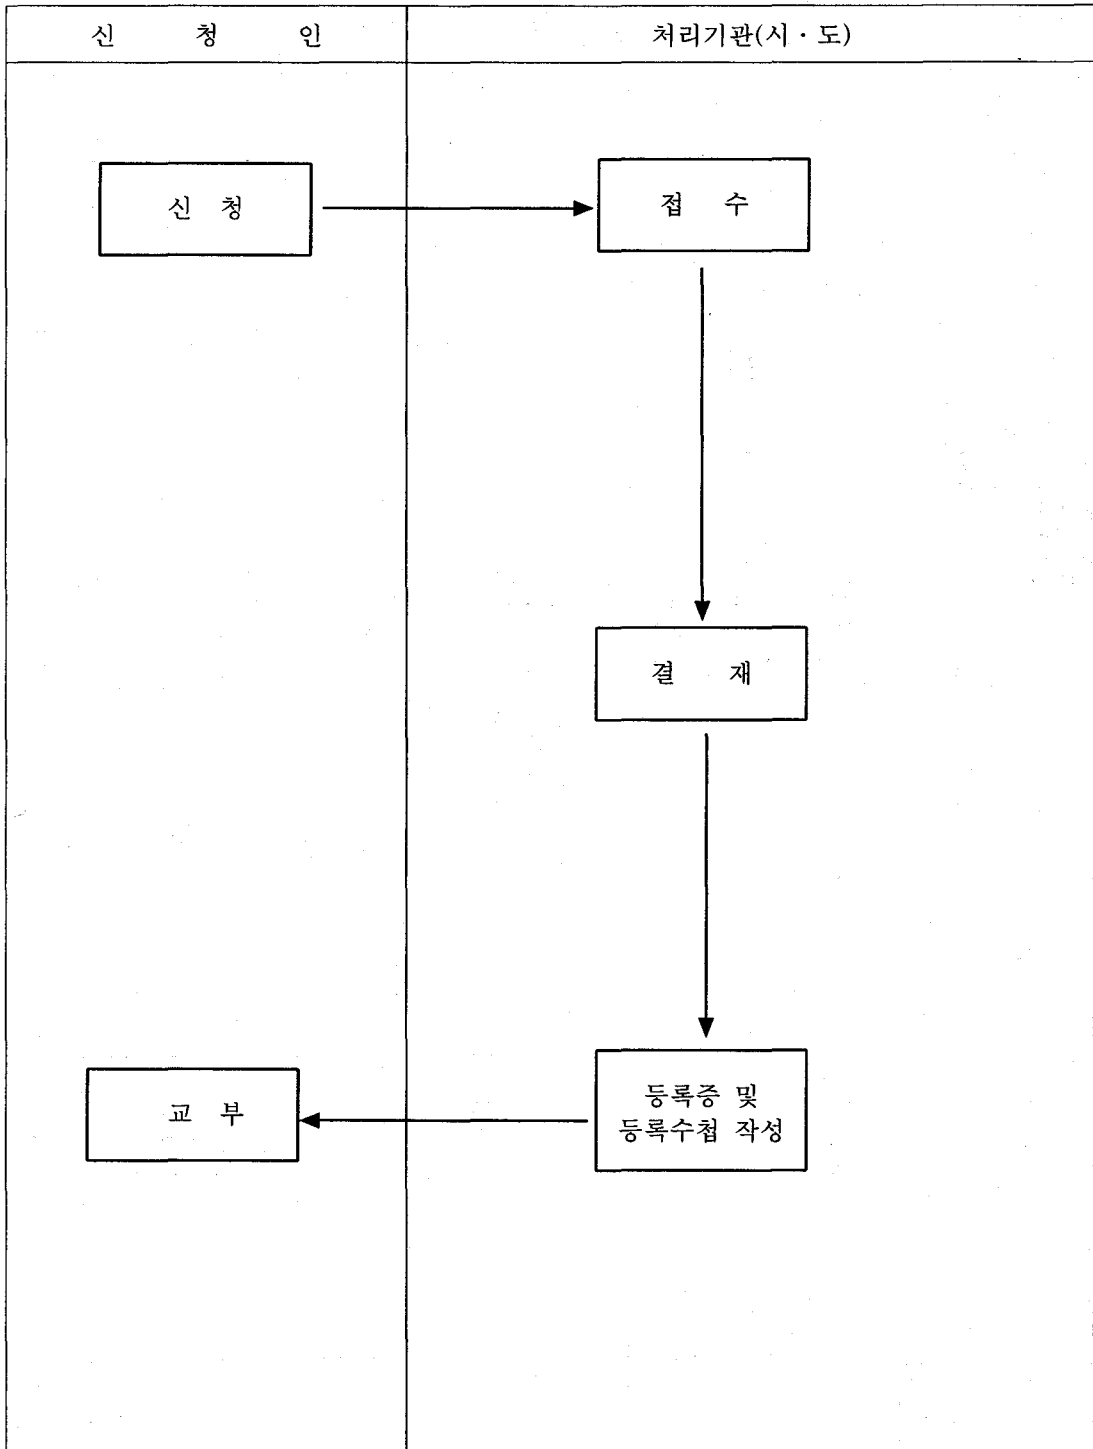 신 청 인
처리기관(시·도)
신 청
접 수
결 재
등록증 및
등록수첩 작성
교 부